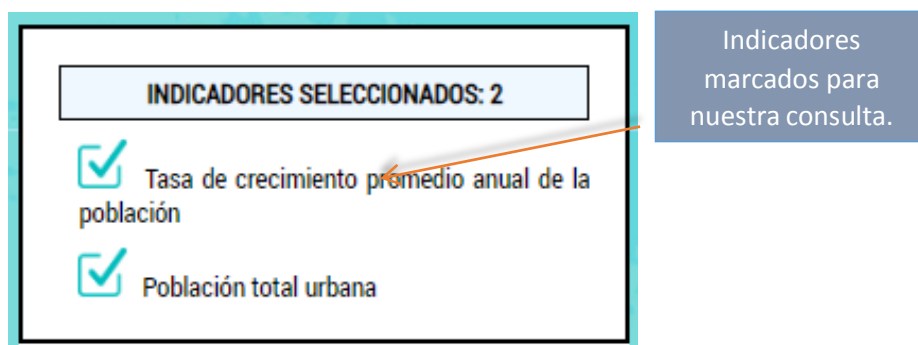 INDICADORES SELECCIONADOS: 2
Tasa de crecimiento promedio anual de la
población
Población total urbana
Indicadores
marcados para
nuestra consulta.